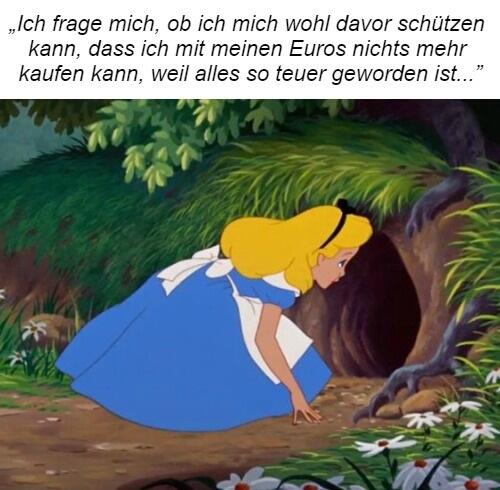 „Ich frage mich, ob ich mich wohl davor schützen
kann, dass ich mit meinen Euros nichts mehr
kaufen kann, weil alles so teuer geworden ist...”